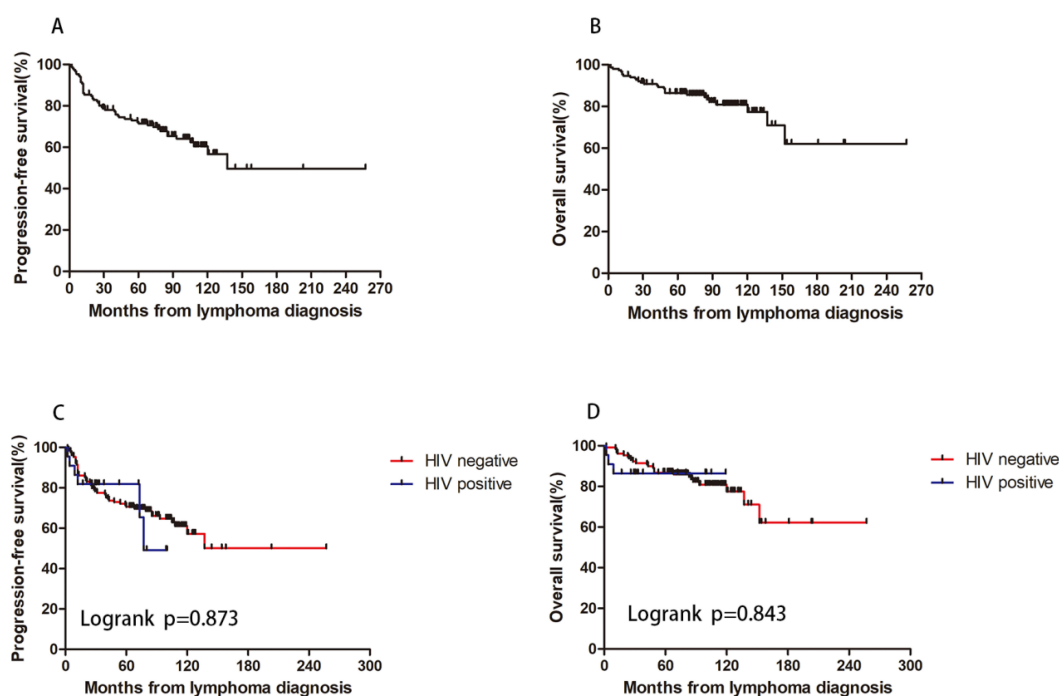 A
Progression-free survival(%)
100
80
60
40
20
0
0 30 60 90 120 150 180 210 240 270
Months from lymphoma diagnosis
B
Overall survival(%)
100
80
60
40
20
0
0 30 60 90 120 150 180 210 240 270
Months from lymphoma diagnosis
C
Progression-free survival(%)
100
80
60
40
20
0
HIV negative
HIV positive
Logrank p=0.873
0 60 120 180 240 300
Months from lymphoma diagnosis
D
Overall survival(%)
100
80
60
40
20
0
HIV negative
HIV positive
Logrank p=0.843
0 60 120 180 240 300
Months from lymphoma diagnosis